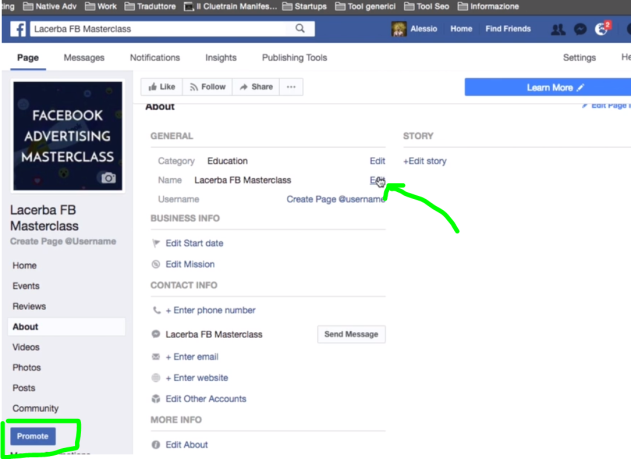 ting Native Adv Work Traduttore Il Cluetrain Manifes... Startups Tool generici Tool Seo Informazione
f Lacerba FB Masterclass Alessio Home Find Friends 2
Page Messages Notifications Insights Publishing Tools Settings He
Like Follow Share ... Learn More
FACEBOOK
ADVERTISING
MASTERCLASS
Lacerba FB
Masterclass
Create Page @Username
Home
Events
Reviews
About
Videos
Photos
Posts
Community
Promote
About Edit Page
GENERAL
Category Education Edit
Name Lacerba FB Masterclass Edit
Username Create Page @username
BUSINESS INFO
Edit Start date
Edit Mission
CONTACT INFO
+ Enter phone number
Lacerba FB Masterclass Send Message
+ Enter email
+ Enter website
Edit Other Accounts
MORE INFO
Edit About
STORY
+Edit story